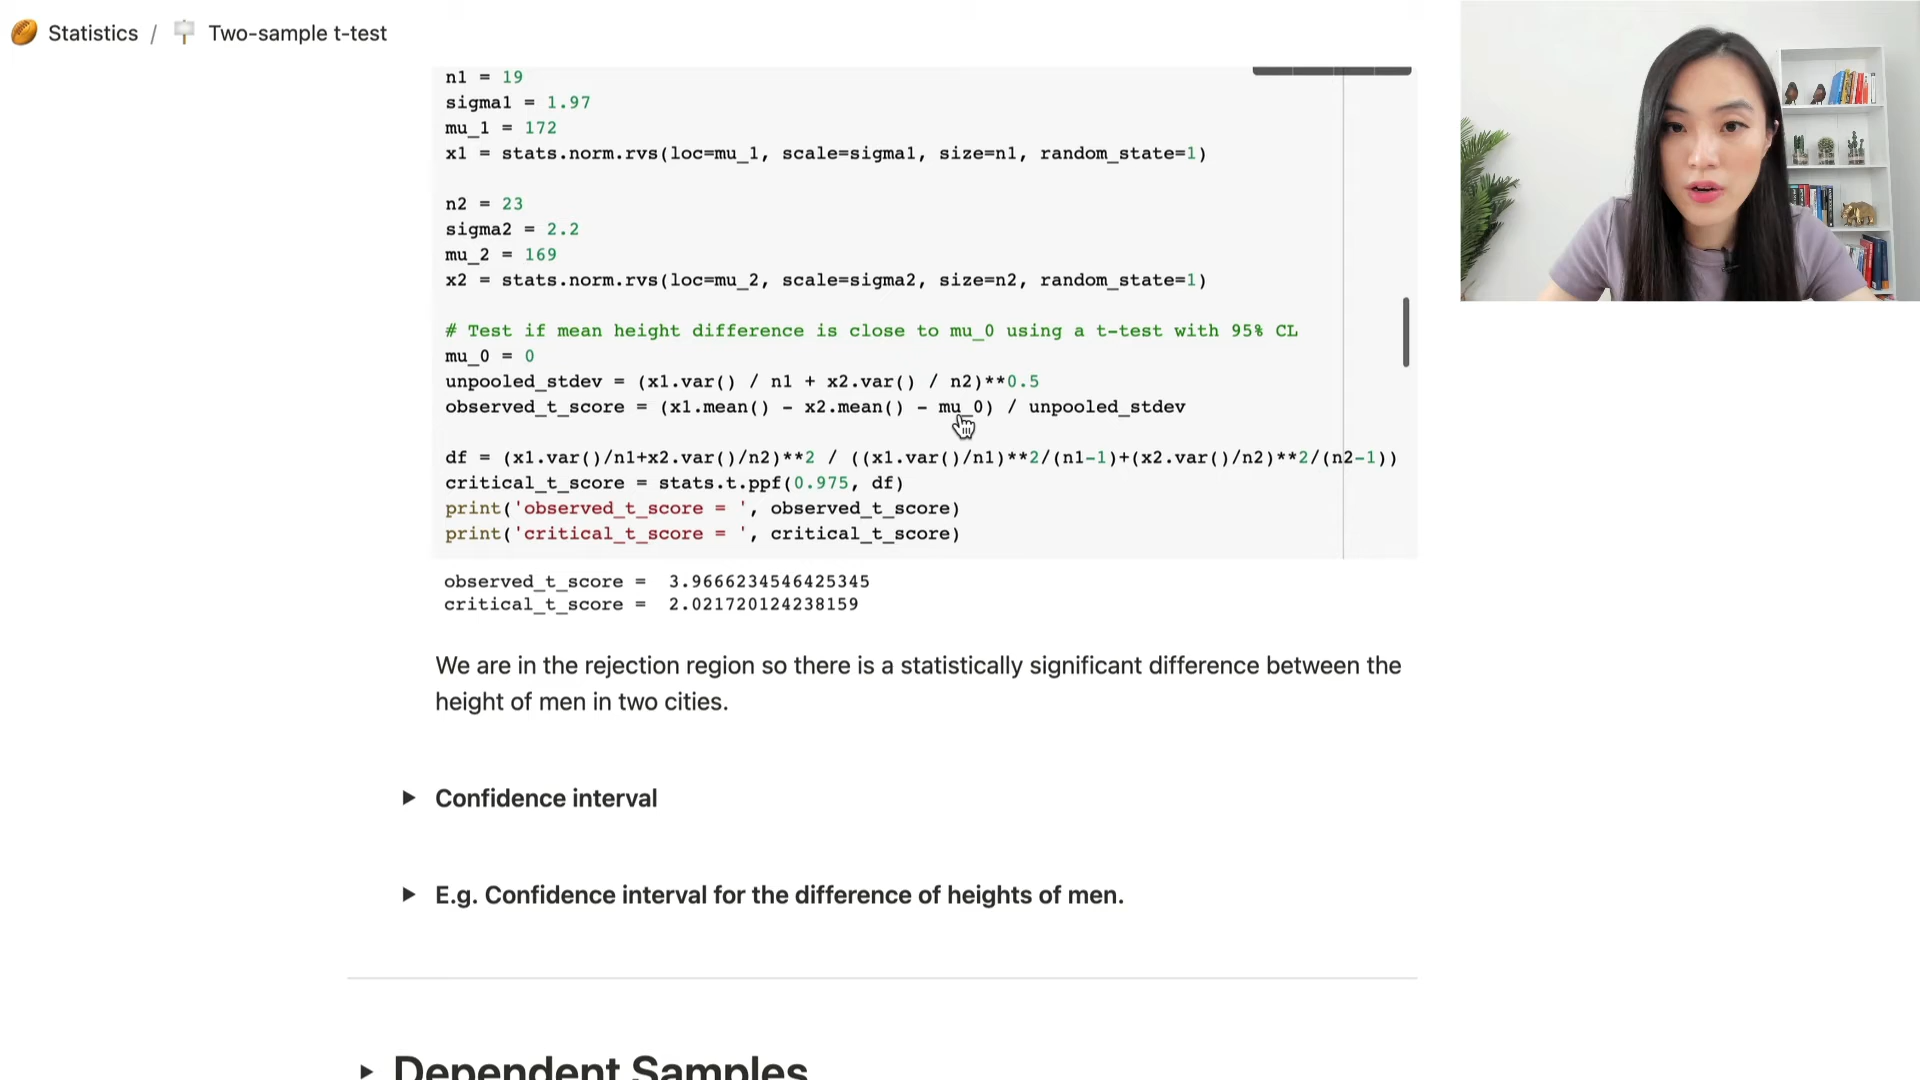 Statistics / Two-sample t-test
n1 = 19
sigma1 = 1.97
mu_1 = 172
x1 = stats.norm.rvs(loc=mu_1, scale=sigma1, size=n1, random_state=1)
n2 = 23
sigma2 = 2.2
mu_2 = 169
x2 = stats.norm.rvs(loc=mu_2, scale=sigma2, size=n2, random_state=1)
# Test if mean height difference is close to mu_0 using a t-test with 95% CL
mu_0 = 0
unpooled_stdev = (x1.var() / n1 + x2.var() / n2)**0.5
observed_t_score = (x1.mean() - x2.mean() - mu_0) / unpooled_stdev
df = (x1.var()/n1+x2.var()/n2)**2 / ((x1.var()/n1)**2/(n1-1)+(x2.var()/n2)**2/(n2-1))
critical_t_score = stats.t.ppf(0.975, df)
print('observed_t_score = ', observed_t_score)
print('critical_t_score = ', critical_t_score)
observed_t_score =  3.9666234546425345
critical_t_score =  2.021720124238159
We are in the rejection region so there is a statistically significant difference between the
height of men in two cities.
Confidence interval
E.g. Confidence interval for the difference of heights of men.
Dependent Samples